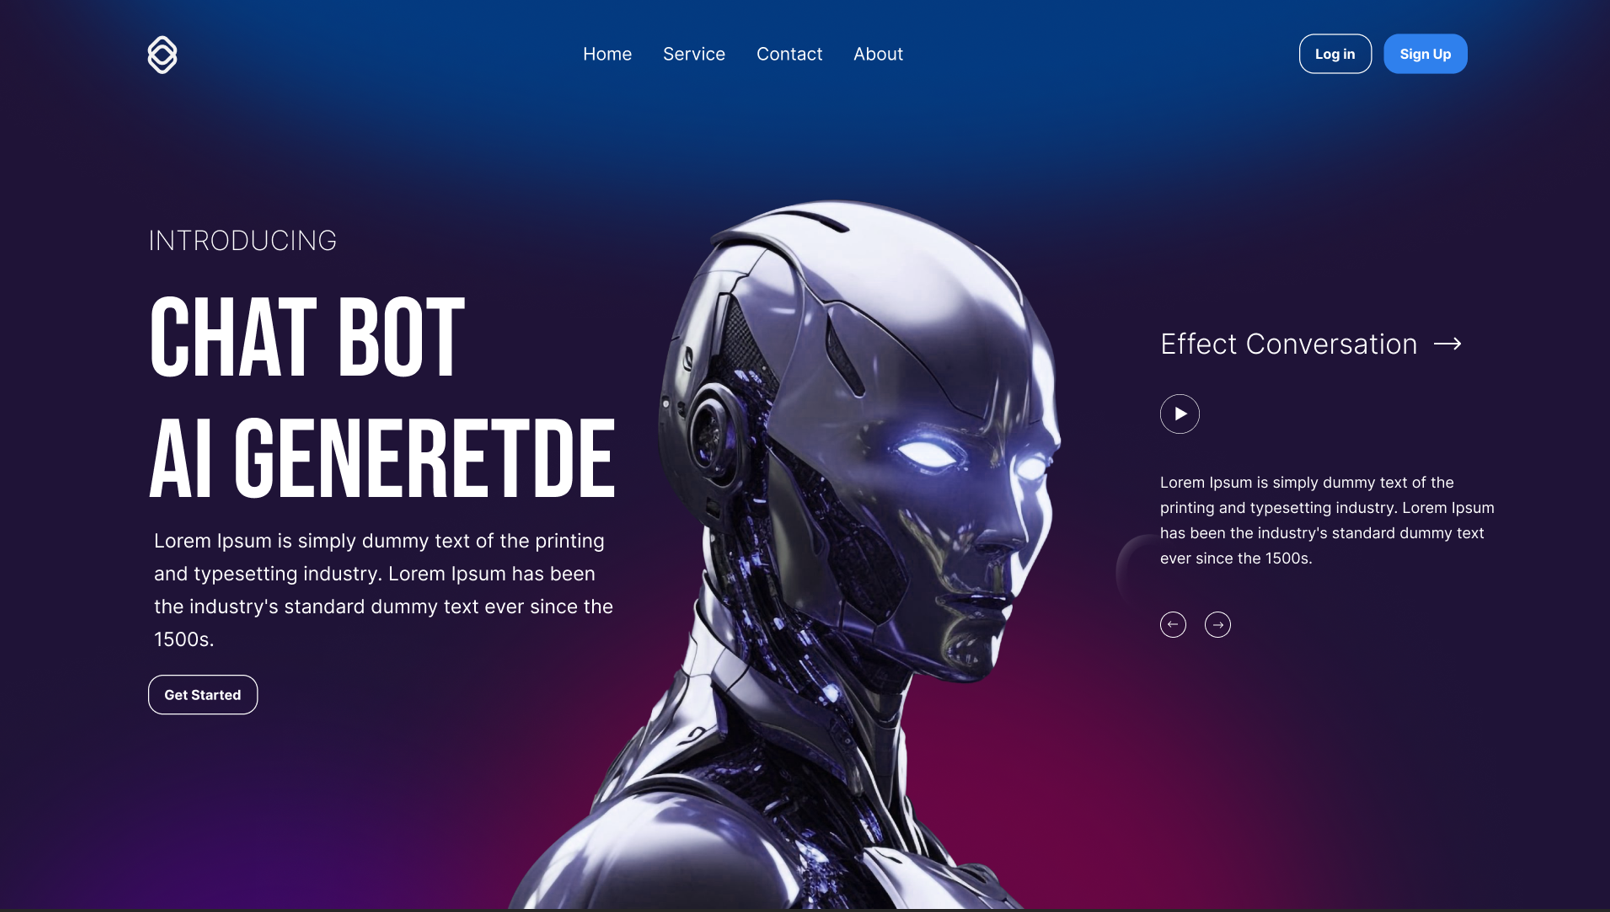 Home Service Contact About
Log in Sign Up
INTRODUCING
CHAT BOT
AI GENERETDE
Lorem Ipsum is simply dummy text of the printing
and typesetting industry. Lorem Ipsum has been
the industry's standard dummy text ever since the
1500s.
Get Started
Effect Conversation
Lorem Ipsum is simply dummy text of the
printing and typesetting industry. Lorem Ipsum
has been the industry's standard dummy text
ever since the 1500s.